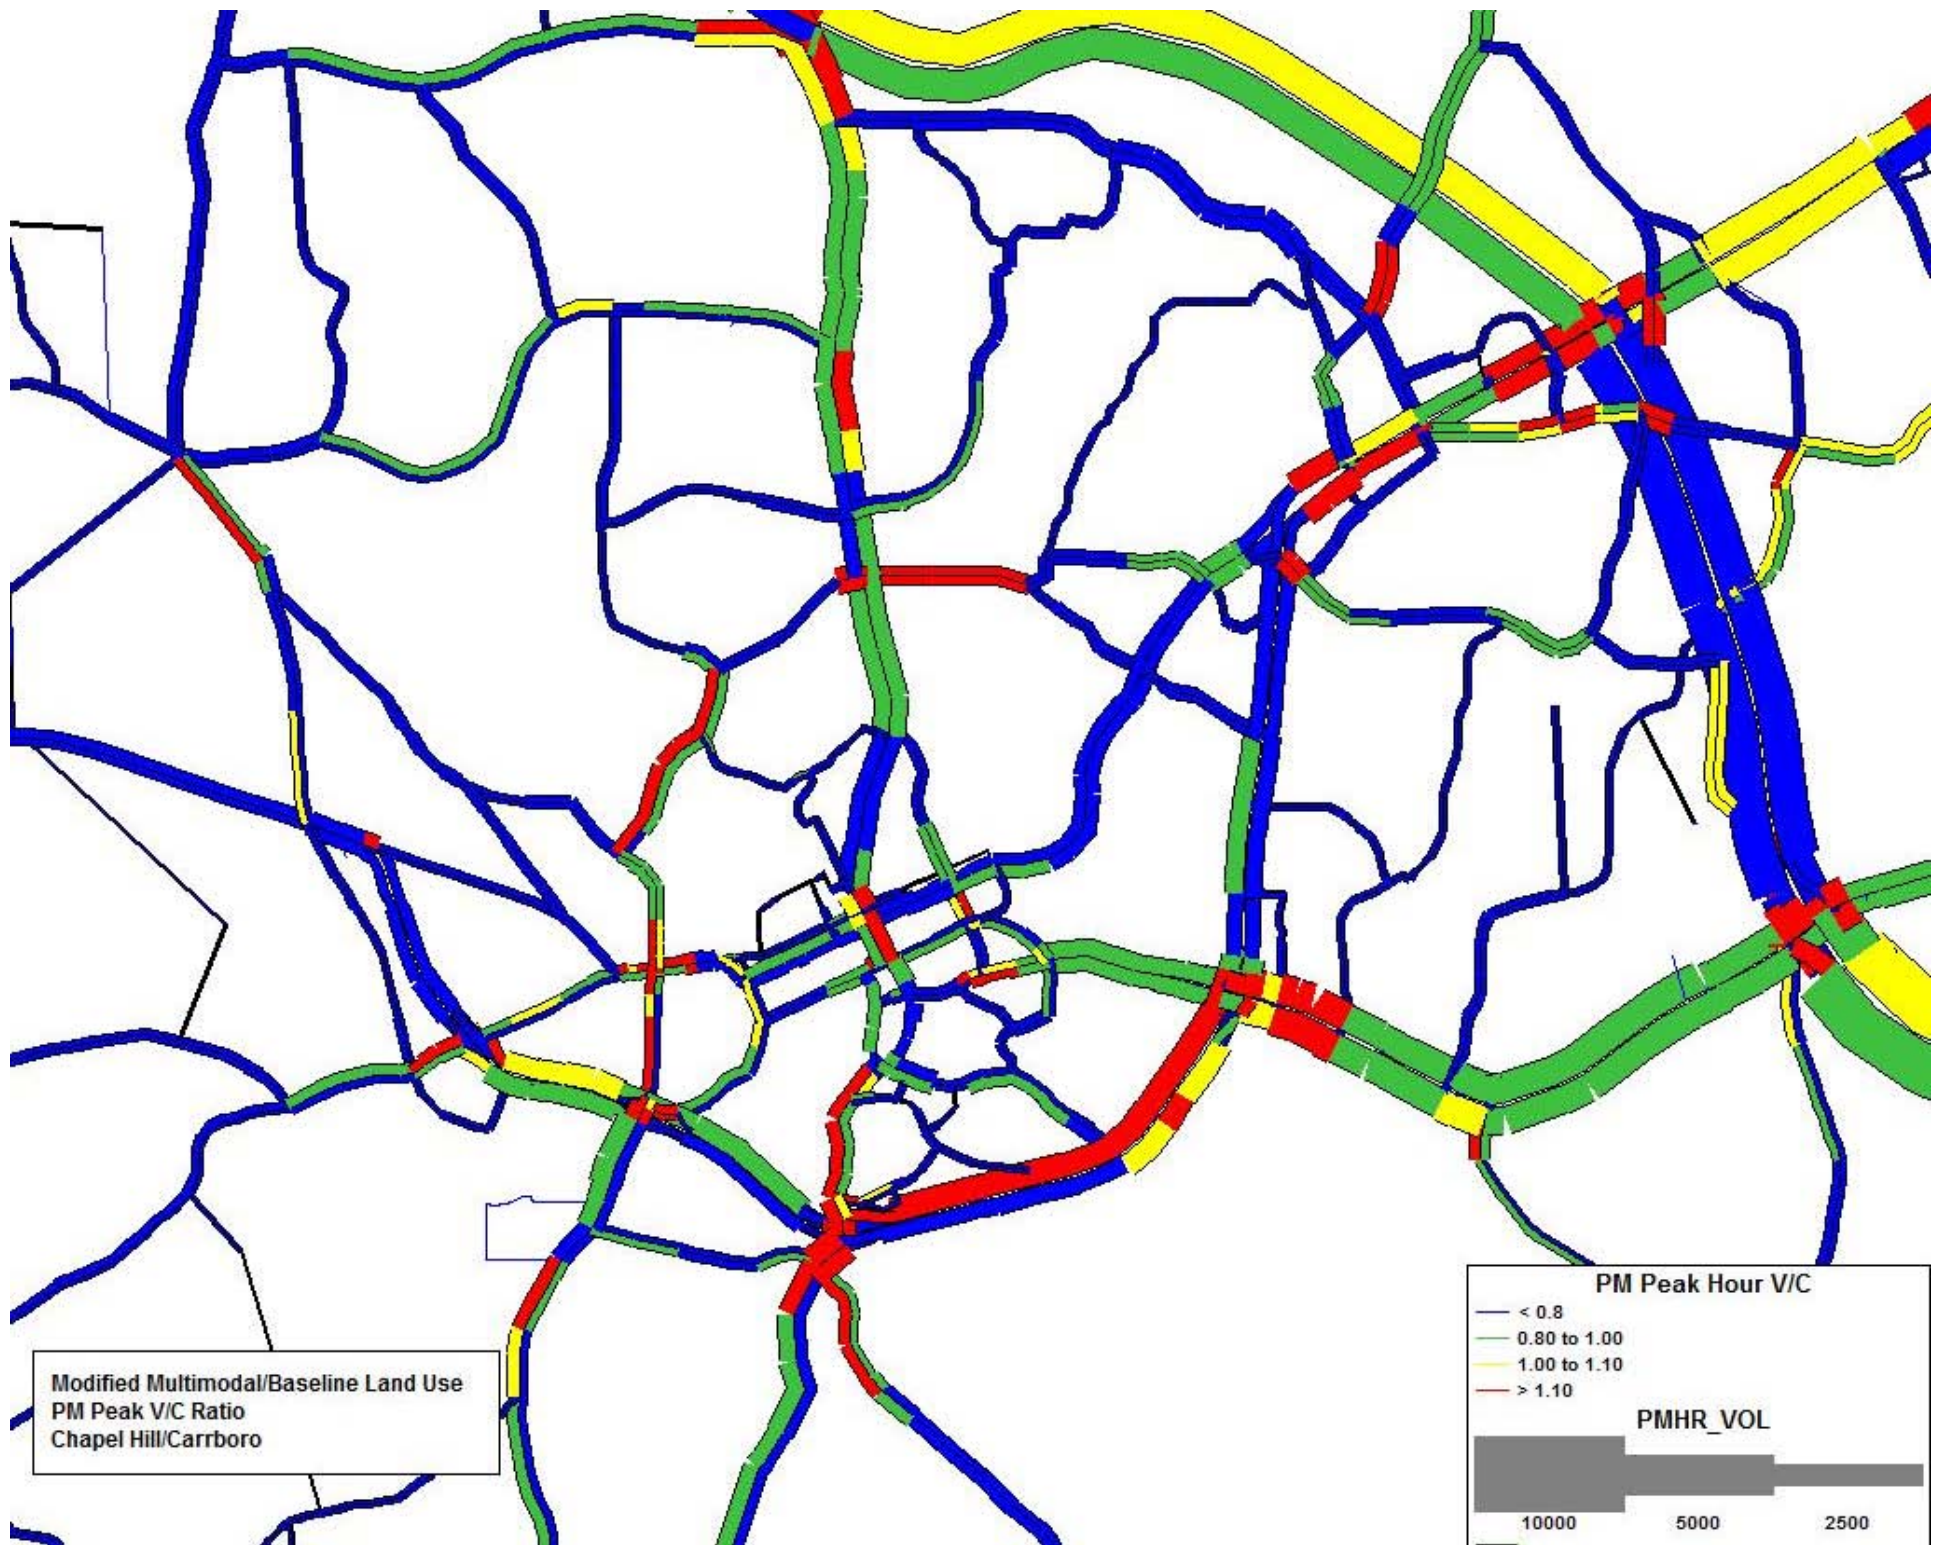 PM Peak Hour V/C
< 0.8
0.80 to 1.00
1.00 to 1.10
> 1.10
PMHR_VOL
10000 5000 2500
Modified Multimodal/Baseline Land Use
PM Peak V/C Ratio
Chapel Hill/Carrboro